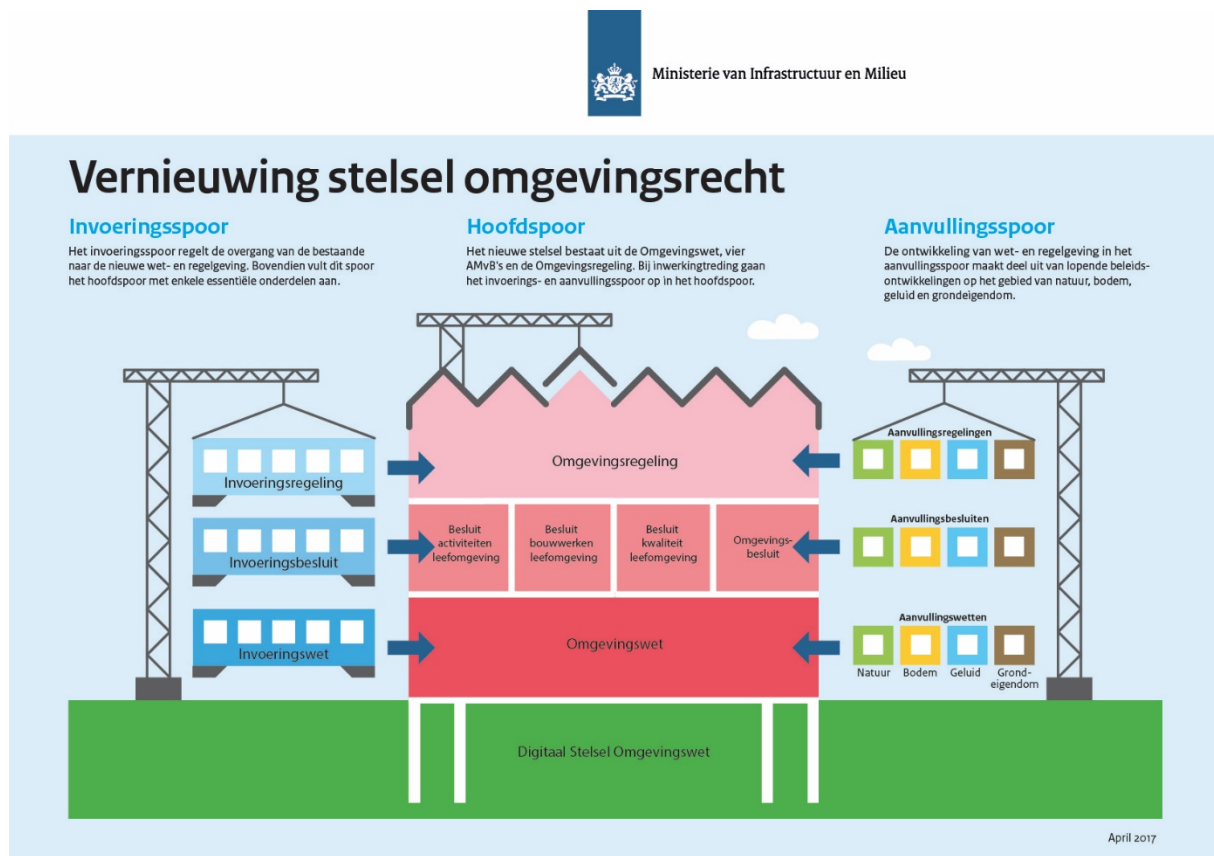 Ministerie van Infrastructuur en Milieu
Vernieuwing stelsel omgevingsrecht
Invoeringsspoor
Het invoeringsspoor regelt de overgang van de bestaande
naar de nieuwe wet- en regelgeving. Bovendien vult dit spoor
het hoofdspoor met enkele essentiële onderdelen aan.
Hoofdspoor
Het nieuwe stelsel bestaat uit de Omgevingswet, vier
AMvB's en de Omgevingsregeling. Bij inwerkingtreding gaan
het invoerings- en aanvullingsspoor op in het hoofdspoor.
Aanvullingsspoor
De ontwikkeling van wet- en regelgeving in het
aanvullingsspoor maakt deel uit van lopende beleids-
ontwikkelingen op het gebied van natuur, bodem,
geluid en grondeigendom.
Invoeringsregeling
Omgevingsregeling
Aanvullingsregelingen
Invoeringsbesluit
Besluit
activiteiten
leefomgeving
Besluit
bouwwerken
leefomgeving
Besluit
kwaliteit
leefomgeving
Omgevings-
besluit
Aanvullingsbesluiten
Invoeringswet
Omgevingswet
Aanvullingswetten
Natuur
Bodem
Geluid
Grond-
eigendom
Digitaal Stelsel Omgevingswet
April 2017